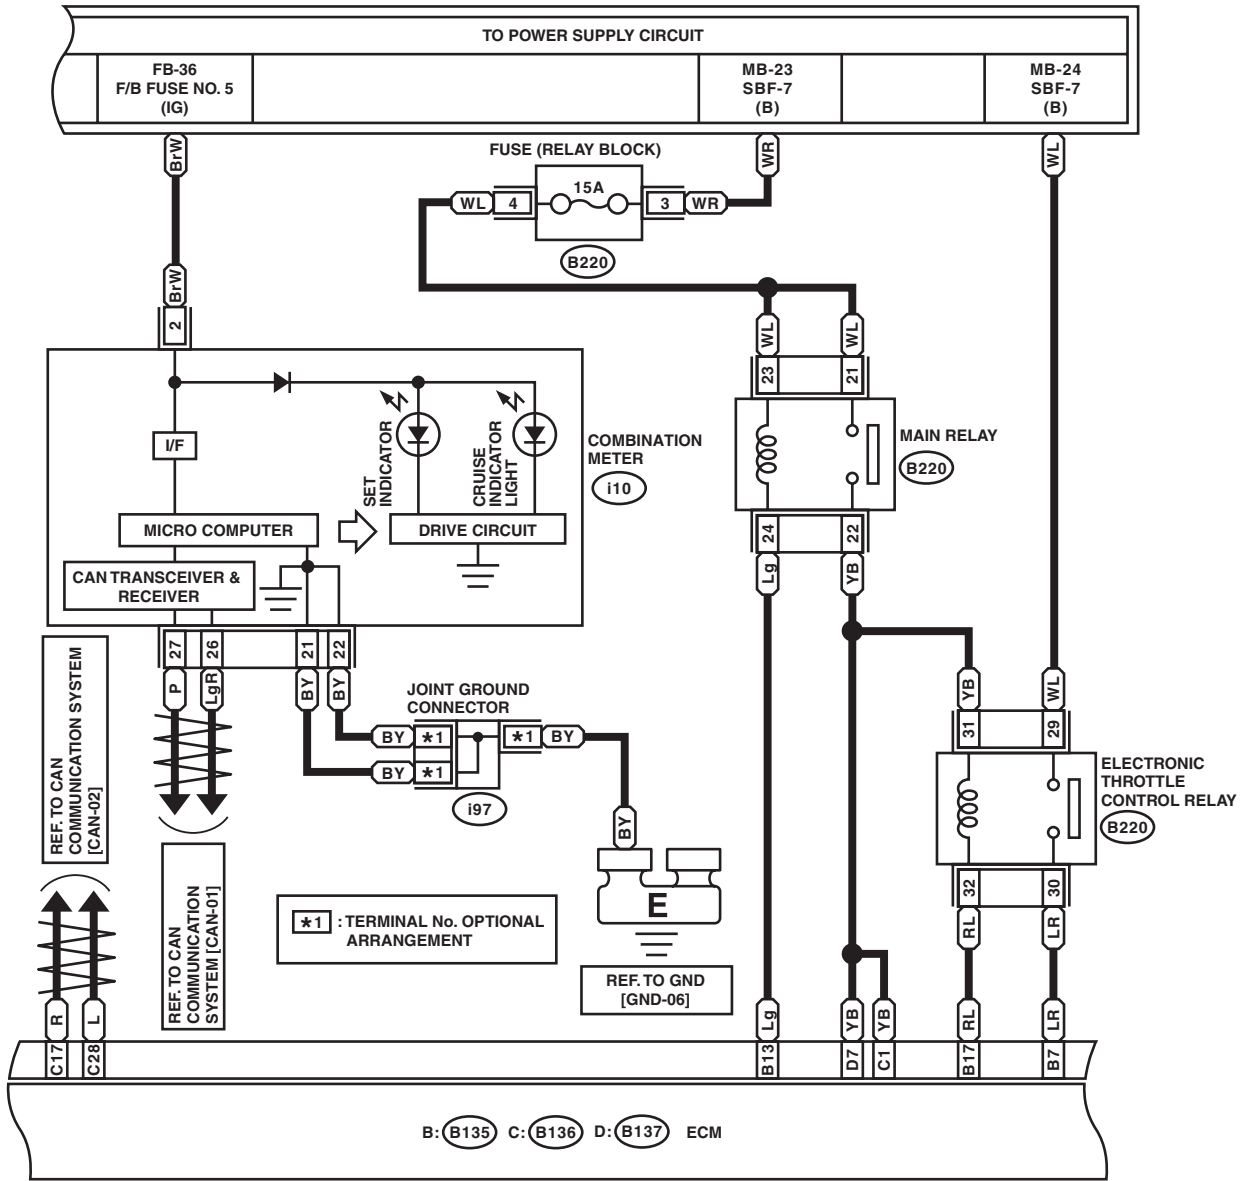 TO POWER SUPPLY CIRCUIT
FB-36
F/B FUSE NO. 5
(IG)
MB-23
SBF-7
(B)
MB-24
SBF-7
(B)
BrW
WR
WL
FUSE (RELAY BLOCK)
15A
WL
4
3
WR
B220
BrW
2
WL
WL
23
21
I/F
SET
INDICATOR
CRUISE
INDICATOR
LIGHT
COMBINATION
METER
i10
MAIN RELAY
B220
MICRO COMPUTER
DRIVE CIRCUIT
24
22
Lg
YB
CAN TRANSCEIVER &
RECEIVER
27
26
21
22
P
LgR
BY
BY
REF. TO CAN
COMMUNICATION SYSTEM
[CAN-02]
JOINT GROUND
CONNECTOR
BY
*1
*1
BY
BY
*1
i97
YB
WL
31
29
ELECTRONIC
THROTTLE
CONTROL RELAY
B220
BY
E
32
30
RL
LR
REF. TO CAN
COMMUNICATION
SYSTEM [CAN-01]
*1 : TERMINAL No. OPTIONAL
ARRANGEMENT
REF. TO GND
[GND-06]
R
L
Lg
YB
YB
RL
LR
C17
C28
B13
D7
C1
B17
B7
B: B135 C: B136 D: B137 ECM